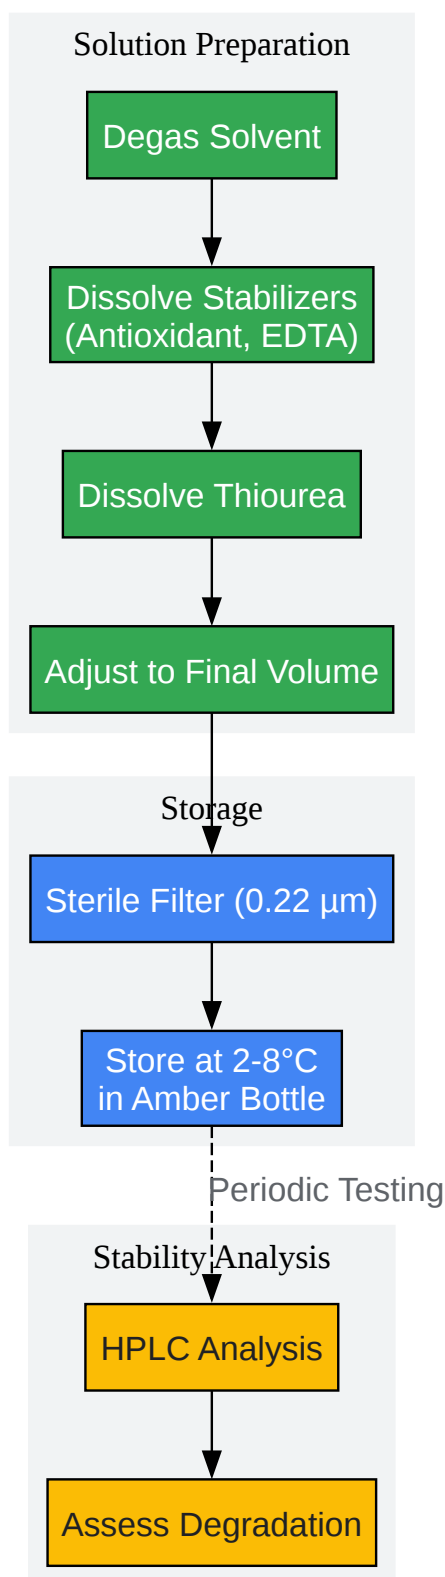 Solution Preparation
Degas Solvent
Dissolve Stabilizers
(Antioxidant, EDTA)
Dissolve Thiourea
Adjust to Final Volume
Storage
Sterile Filter (0.22 µm)
Store at 2-8°C
in Amber Bottle
Periodic Testing
Stability Analysis
HPLC Analysis
Assess Degradation